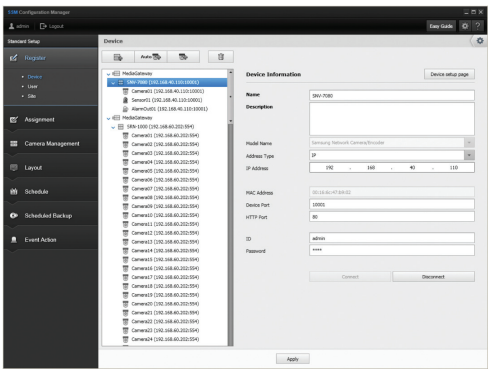 SSM Configuration Manager
admin
Logout
Easy Guide
?
Standard Setup
Device
Register
Device
User
Site
Assignment
Camera Management
Layout
Schedule
Scheduled Backup
Event Action
Auto
MediaGateway
SNV-7080 (192.168.40.110:10001)
Camera01 (192.168.40.110:10001)
Sensor01 (192.168.40.110:10001)
AlarmOut01 (192.168.40.110:10001)
MediaGateway
SRN-1000 (192.168.60.202:554)
Camera01 (192.168.60.202:554)
Camera02 (192.168.60.202:554)
Camera03 (192.168.60.202:554)
Camera04 (192.168.60.202:554)
Camera05 (192.168.60.202:554)
Camera06 (192.168.60.202:554)
Camera07 (192.168.60.202:554)
Camera08 (192.168.60.202:554)
Camera09 (192.168.60.202:554)
Camera10 (192.168.60.202:554)
Camera11 (192.168.60.202:554)
Camera12 (192.168.60.202:554)
Camera13 (192.168.60.202:554)
Camera14 (192.168.60.202:554)
Camera15 (192.168.60.202:554)
Camera16 (192.168.60.202:554)
Camera17 (192.168.60.202:554)
Camera18 (192.168.60.202:554)
Camera19 (192.168.60.202:554)
Camera20 (192.168.60.202:554)
Camera21 (192.168.60.202:554)
Camera22 (192.168.60.202:554)
Camera23 (192.168.60.202:554)
Camera24 (192.168.60.202:554)
Device Information
Device setup page
Name
SNV-7080
Description
Model Name
Samsung Network Camera/Encoder
Address Type
IP
IP Address
192 . 168 . 40 . 110
MAC Address
Device Port
10001
HTTP Port
80
ID
admin
Password
****
Connect
Disconnect
Apply